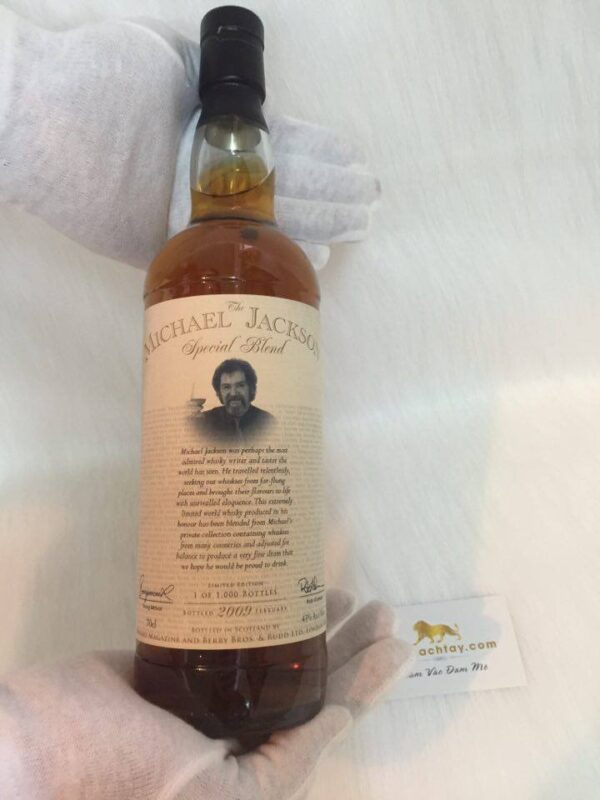 The
MICHAEL JACKSON
Special Blend
Michael Jackson was perhaps the most
admired whisky writer and taster the
world has seen. He travelled relentlessly,
seeking out whiskies from far-flung
places and brought their flavours to life
with unrivalled eloquence. This extremely
limited world whisky produced in his
honour has been blended from Michael's
private collection containing whiskies
from many countries and adjusted for
balance to produce a very fine dram that
we hope he would be proud to drink.
LIMITED EDITION
1 OF 1,000 BOTTLES
BOTTLED 2009 FEBRUARY
70cl
43%
BOTTLED IN SCOTLAND BY
MAGAZINE AND BERRY BROS. & RUDD LTD, LONDON
achtay.com
Vào Đam Mê